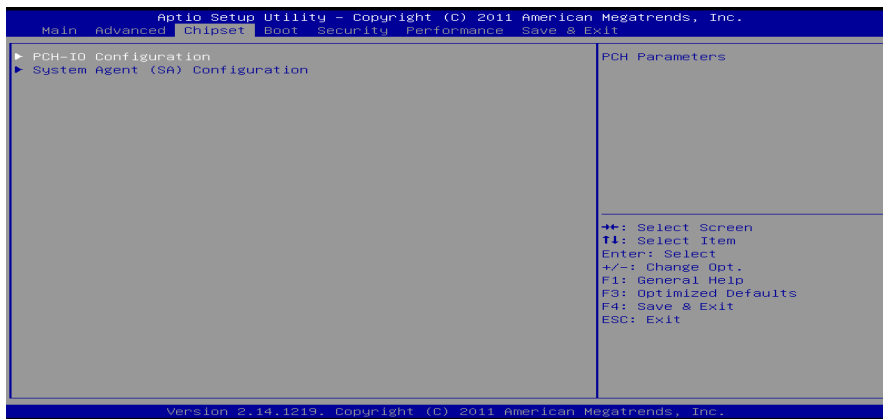 Aptio Setup Utility – Copyright (C) 2011 American Megatrends, Inc.
Main Advanced Chipset Boot Security Performance Save & Exit
► PCH-IO Configuration
► System Agent (SA) Configuration
PCH Parameters
→←: Select Screen
↑↓: Select Item
Enter: Select
+/-: Change Opt.
F1: General Help
F3: Optimized Defaults
F4: Save & Exit
ESC: Exit
Version 2.14.1219. Copyright (C) 2011 American Megatrends, Inc.